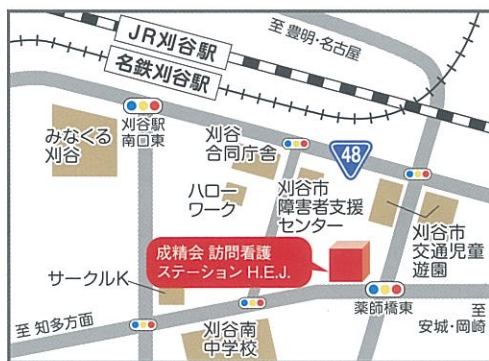 JR刈谷駅
名鉄刈谷駅
至 豊明・名古屋
みなくる
刈谷
刈谷駅
南口東
刈谷
合同庁舎
48
ハロー
ワーク
刈谷市
障害者支援
センター
刈谷市
交通児童
遊園
成精会 訪問看護
ステーション H.E.J.
サークルK
薬師橋東
至 知多方面
刈谷南
中学校
至
安城・岡崎